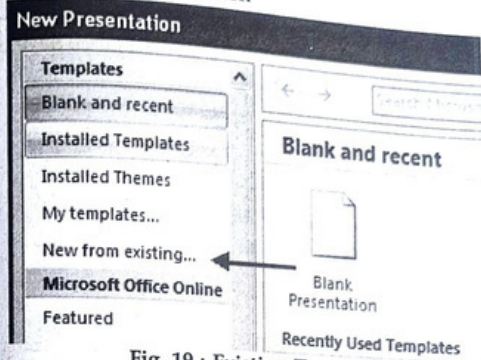 New Presentation
Templates
Blank and recent
Installed Templates
Installed Themes
My templates...
New from existing...
Microsoft Office Online
Featured
Blank and recent
Blank
Presentation
Recently Used Templates
Fig. 19 : Existing